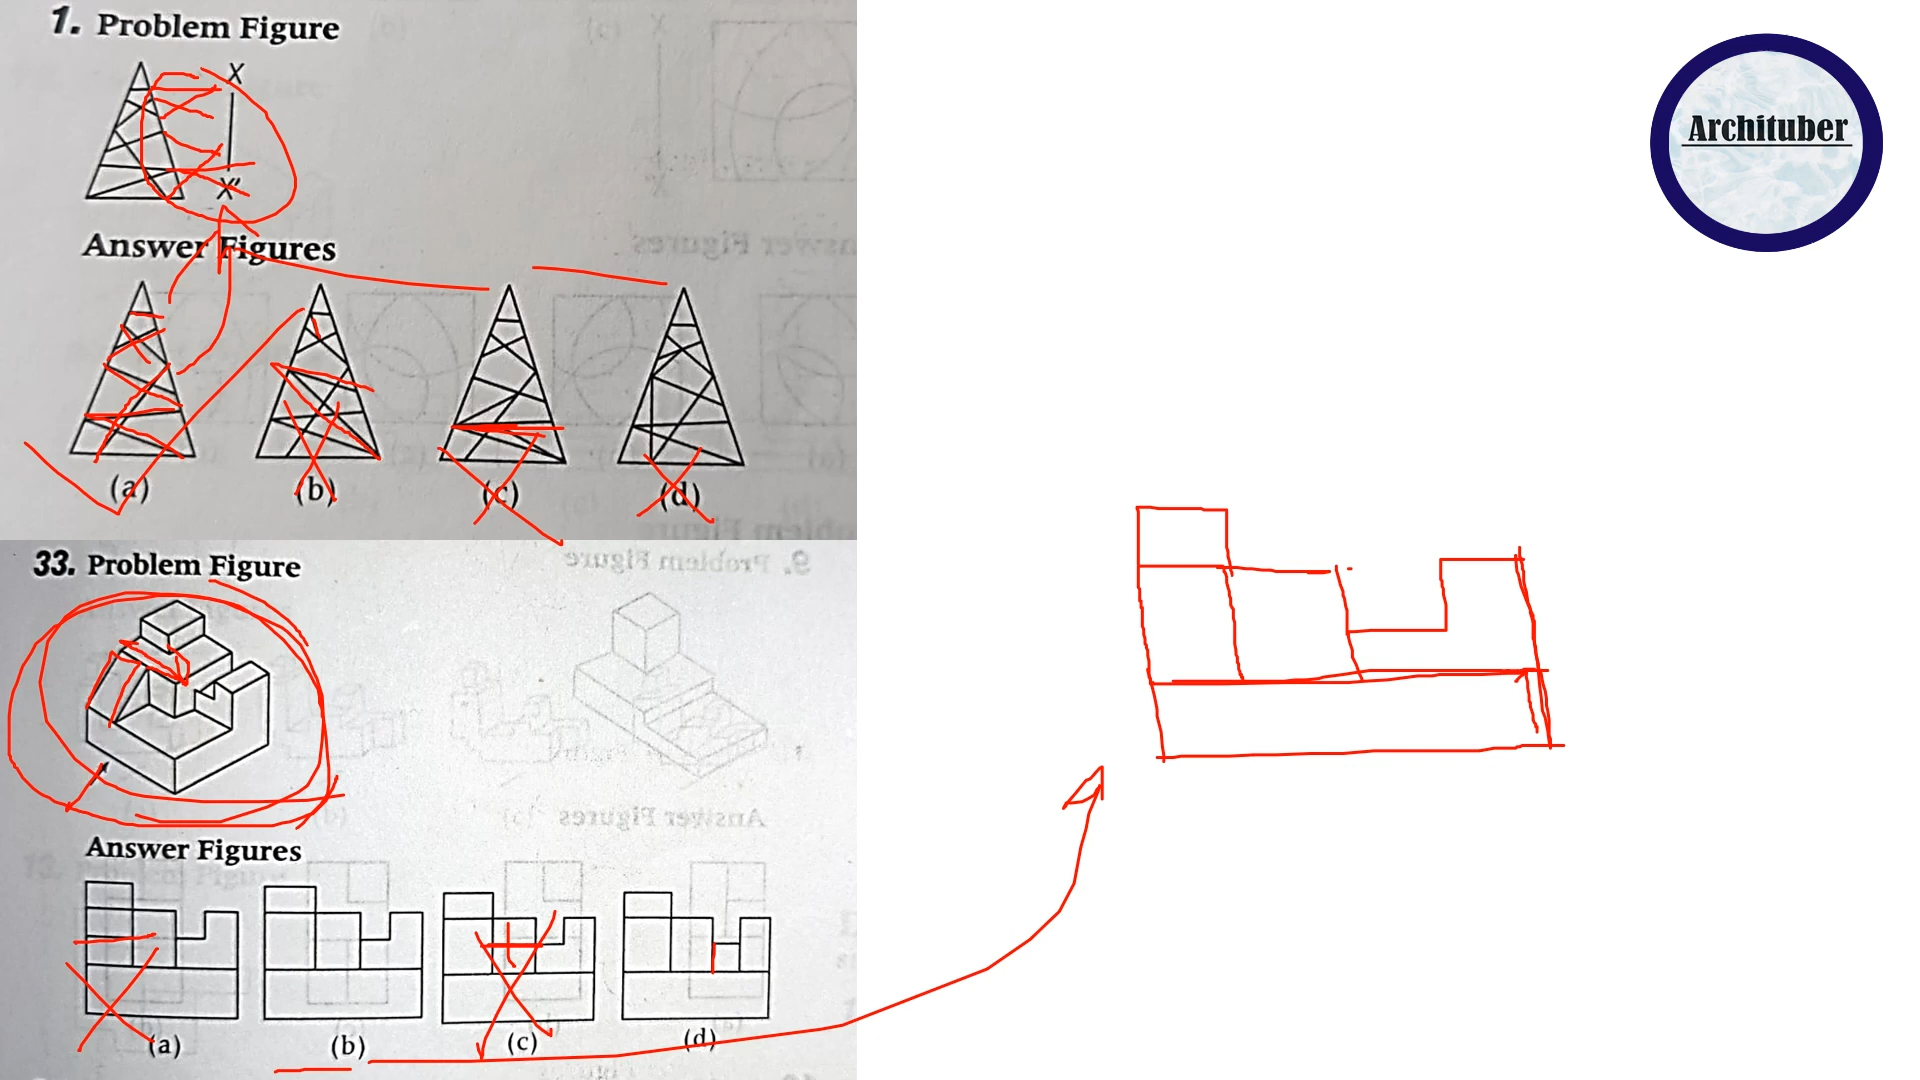 1. Problem Figure
X
X'
Answer Figures
(a)
(b)
(c)
(d)
33. Problem Figure
Answer Figures
(a)
(b)
(c)
(d)
Archituber